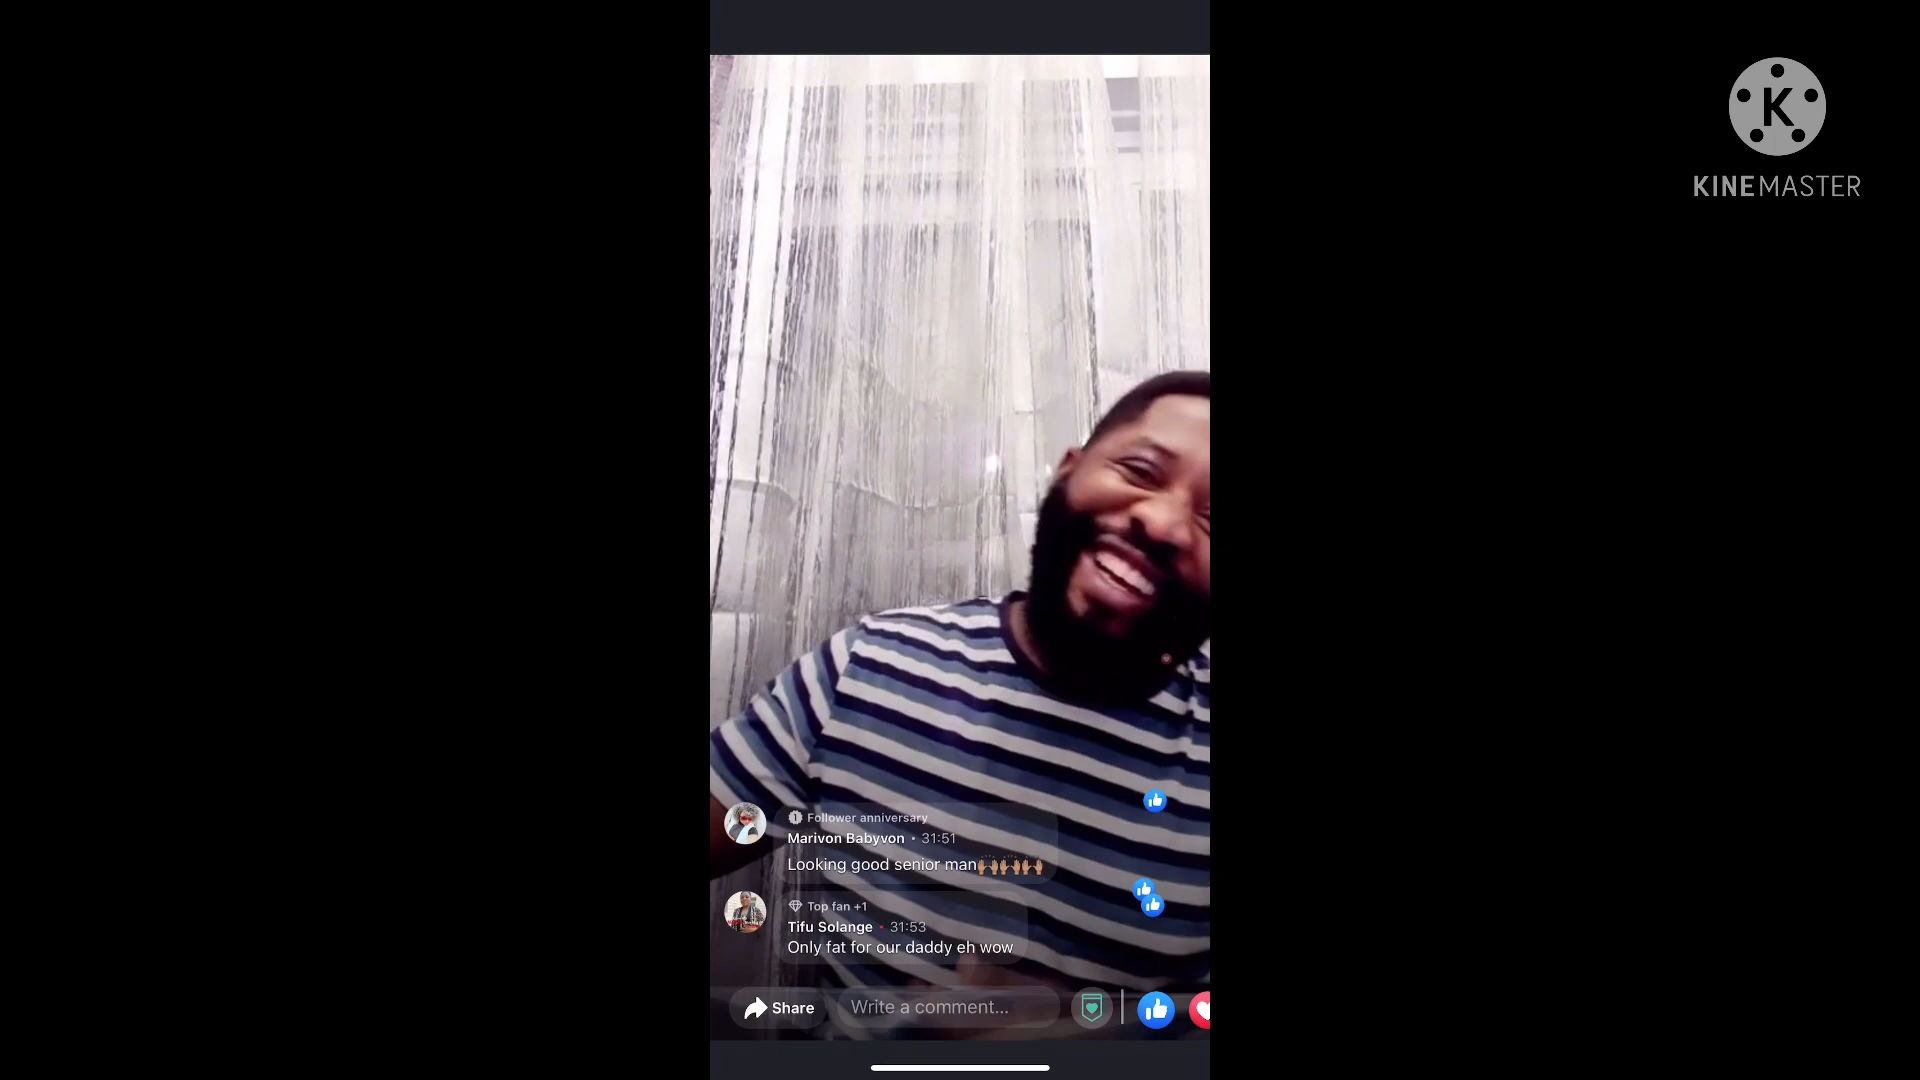 K
KINEMASTER
Follower anniversary
Marivon Babyvon • 31:51
Looking good senior man🙌🏽🙌🏽🙌🏽
Top fan +1
Tifu Solange • 31:53
Only fat for our daddy eh wow
Share
Write a comment...